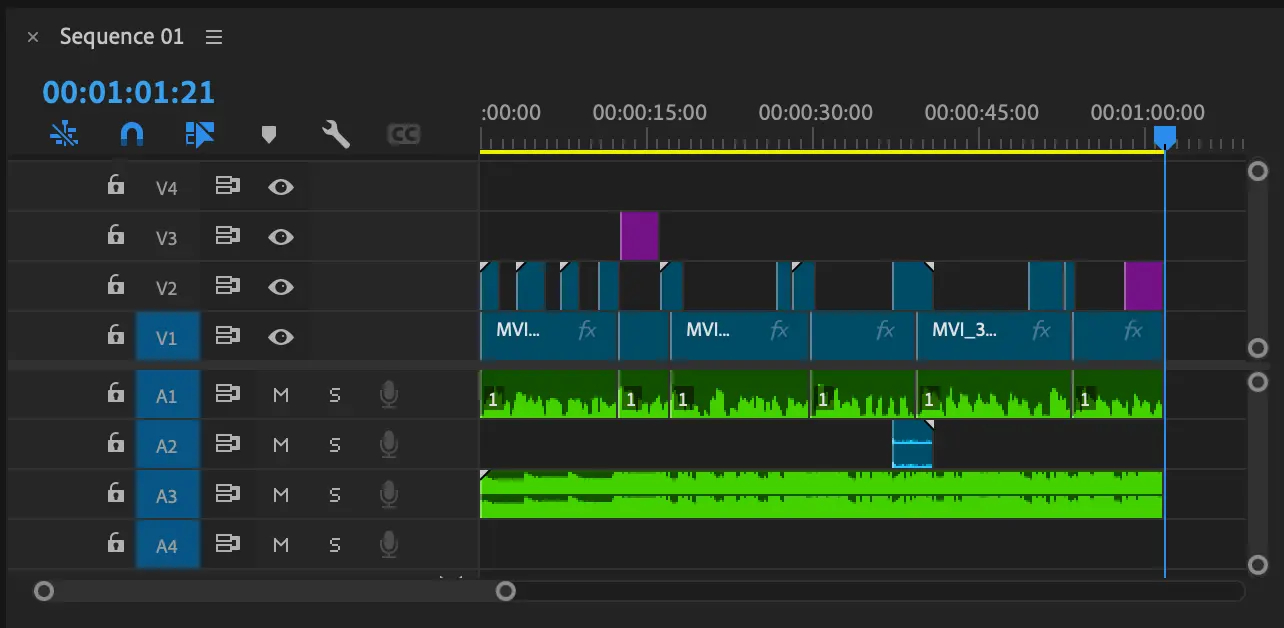 × Sequence 01
00:01:01:21
:00:00 00:00:15:00 00:00:30:00 00:00:45:00 00:01:00:00
CC
V4
V3
V2
V1 MVI... fx MVI... fx fx MVI_3... fx fx
A1 M S 1 1 1 1 1 1
A2 M S
A3 M S
A4 M S